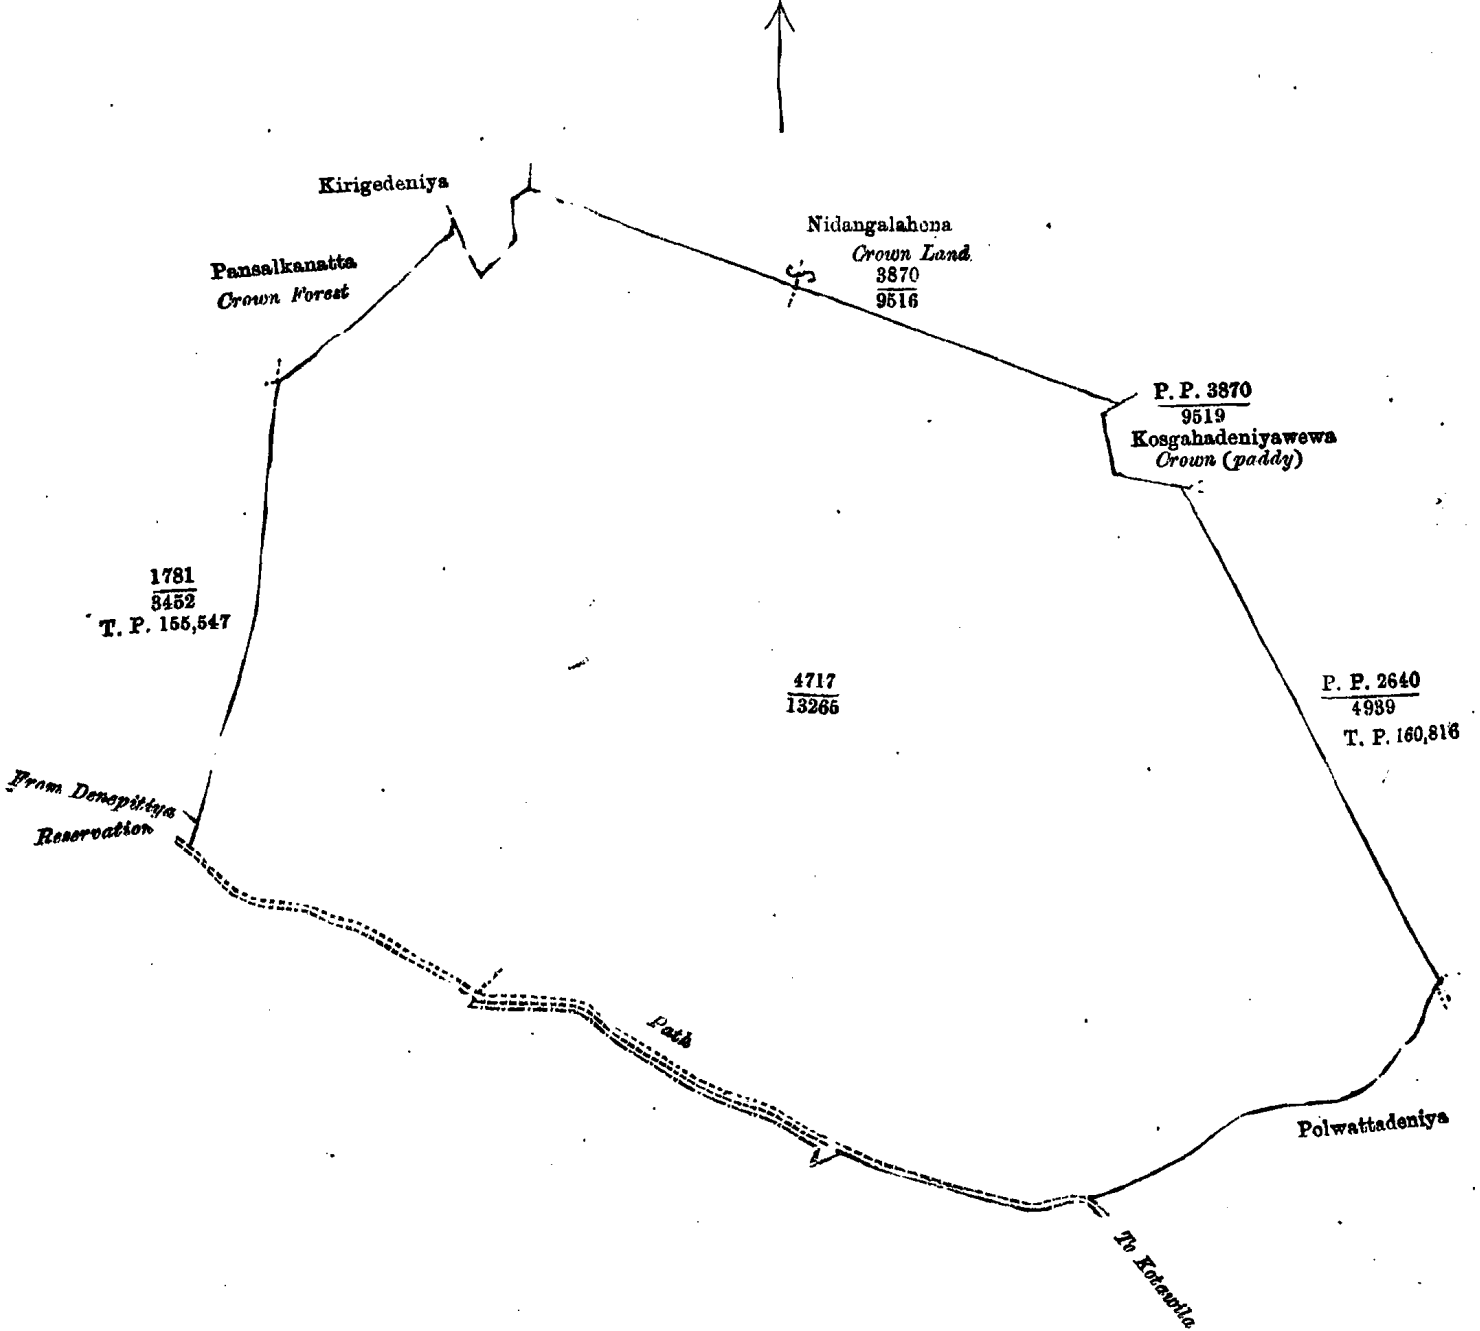 Kirigedeniya
Pansalkanatta
Crown Forest
Nidangalahena
Crown Land
3870
9516
P. P. 3870
9519
Kosgahadeniyawewa
Crown (paddy)
1781
3452
T. P. 155,547
4717
13265
P. P. 2640
4939
T. P. 160,816
From Denepitiya
Reservation
Path
Polwattadeniya
To Kotawila